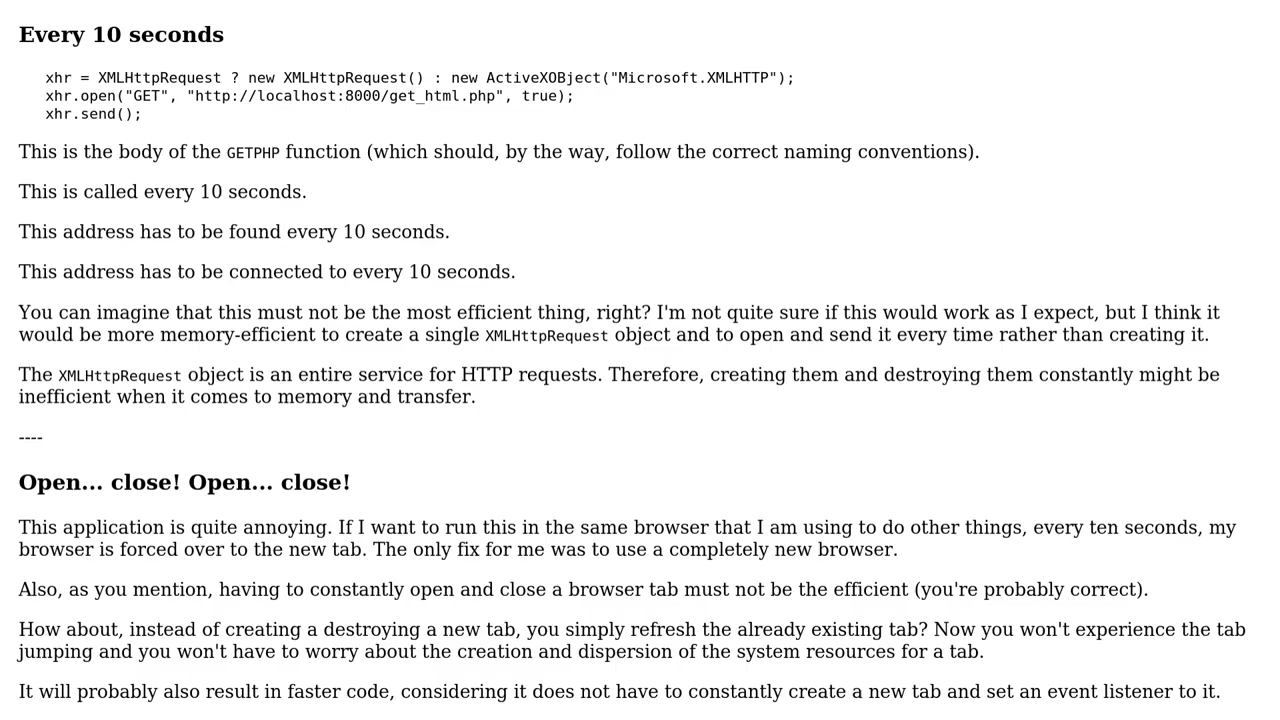 Every 10 seconds
xhr = XMLHttpRequest ? new XMLHttpRequest() : new ActiveXOBject("Microsoft.XMLHTTP");
xhr.open("GET", "http://localhost:8000/get_html.php", true);
xhr.send();
This is the body of the GETPHP function (which should, by the way, follow the correct naming conventions).
This is called every 10 seconds.
This address has to be found every 10 seconds.
This address has to be connected to every 10 seconds.
You can imagine that this must not be the most efficient thing, right? I'm not quite sure if this would work as I expect, but I think it
would be more memory-efficient to create a single XMLHttpRequest object and to open and send it every time rather than creating it.
The XMLHttpRequest object is an entire service for HTTP requests. Therefore, creating them and destroying them constantly might be
inefficient when it comes to memory and transfer.
----
Open... close! Open... close!
This application is quite annoying. If I want to run this in the same browser that I am using to do other things, every ten seconds, my
browser is forced over to the new tab. The only fix for me was to use a completely new browser.
Also, as you mention, having to constantly open and close a browser tab must not be the efficient (you're probably correct).
How about, instead of creating a destroying a new tab, you simply refresh the already existing tab? Now you won't experience the tab
jumping and you won't have to worry about the creation and dispersion of the system resources for a tab.
It will probably also result in faster code, considering it does not have to constantly create a new tab and set an event listener to it.